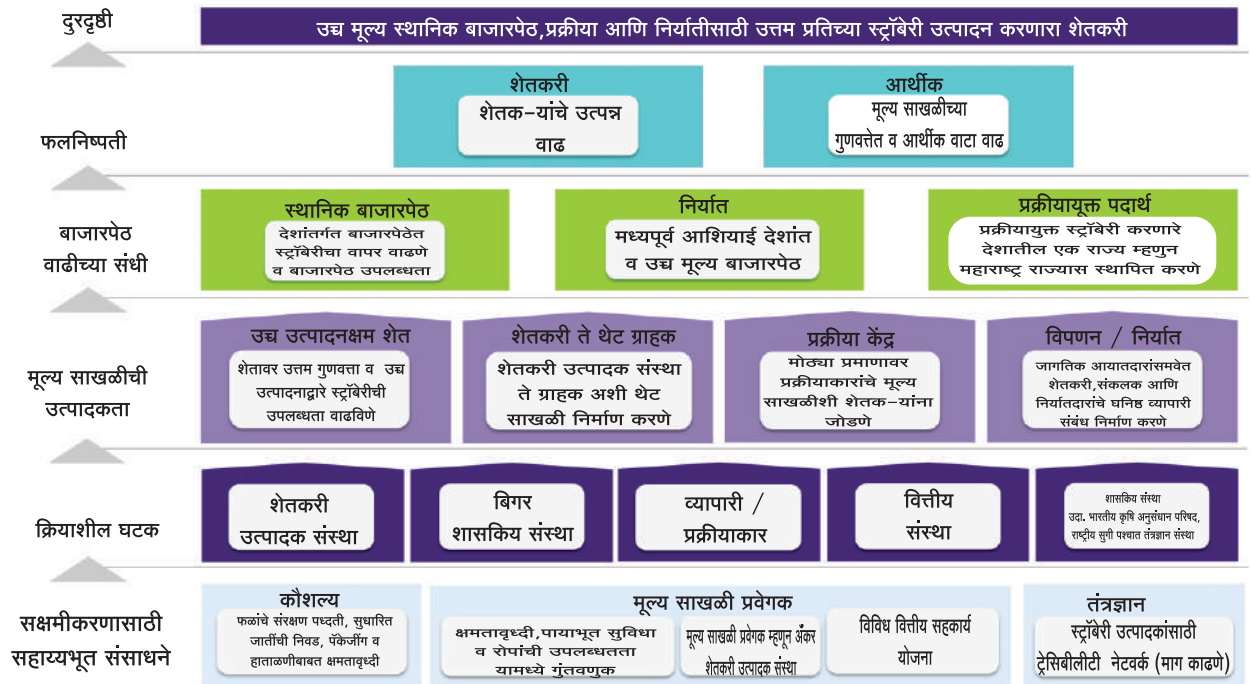 दुरदृष्ठी
उच्च मूल्य स्थानिक बाजारपेठ,प्रक्रीया आणि निर्यातीसाठी उत्तम प्रतिच्या स्ट्रॉबेरी उत्पादन करणारा शेतकरी
फलनिष्पती
शेतकरी
शेतक-यांचे उत्पन्न
वाढ
आर्थीक
मूल्य साखळीच्या
गुणवत्तेत व आर्थीक वाटा वाढ
बाजारपेठ
वाढीच्या संधी
स्थानिक बाजारपेठ
देशांतर्गत बाजारपेठेत
स्ट्रॉबेरीचा वापर वाढणे
व बाजारपेठ उपलब्धता
निर्यात
मध्यपूर्व आशियाई देशांत
व उच्च मूल्य बाजारपेठ
प्रक्रीयायूक्त पदार्थ
प्रक्रीयायुक्त स्ट्रॉबेरी करणारे
देशातील एक राज्य म्हणुन
महाराष्ट्र राज्यास स्थापित करणे
मूल्य साखळीची
उत्पादकता
उच्च उत्पादनक्षम शेत
शेतावर उत्तम गुणवत्ता व उच्च
उत्पादनाद्वारे स्ट्रॉबेरीची
उपलब्धता वाढविणे
शेतकरी ते थेट ग्राहक
शेतकरी उत्पादक संस्था
ते ग्राहक अशी थेट
साखळी निर्माण करणे
प्रक्रीया केंद्र
मोठ्या प्रमाणावर
प्रक्रीयाकारांचे मूल्य
साखळीशी शेतक-यांना
जोडणे
विपणन / निर्यात
जागतिक आयातदारांसमवेत
शेतकरी,संकलक आणि
निर्यातदारांचे घनिष्ठ व्यापारी
संबंध निर्माण करणे
क्रियाशील घटक
शेतकरी
उत्पादक संस्था
बिगर
शासकिय संस्था
व्यापारी /
प्रक्रीयाकार
वित्तीय
संस्था
शासकिय संस्था
उदा. भारतीय कृषि अनुसंधान परिषद,
राष्ट्रीय सुगी पश्चात तंत्रज्ञान संस्था
सक्षमीकरणासाठी
सहाय्यभूत संसाधने
कौशल्य
फळांचे संरक्षण पध्दती, सुधारित
जातींची निवड, पॅकेजींग व
हाताळणीबाबत क्षमतावृध्दी
मूल्य साखळी प्रवेगक
क्षमतावृध्दी,पायाभूत सुविधा
व रोपांची उपलब्धतता
यामध्ये गुंतवणुक
मूल्य साखळी प्रवेगक म्हणुन अँकर
शेतकरी उत्पादक संस्था
विविध वित्तीय सहकार्य
योजना
तंत्रज्ञान
स्ट्रॉबेरी उत्पादकांसाठी
ट्रेसिबीलीटी नेटवर्क (माग काढणे)